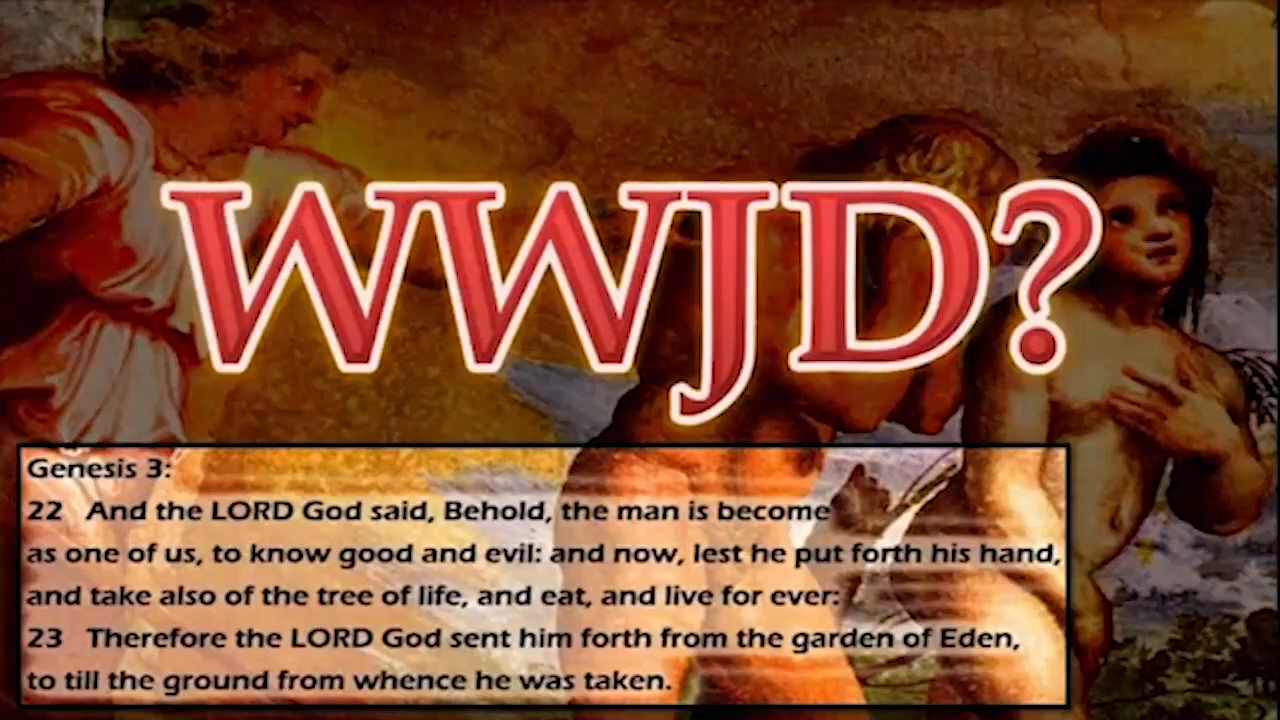 WWJD?
Genesis 3:
22 And the LORD God said, Behold, the man is become
as one of us, to know good and evil: and now, lest he put forth his hand,
and take also of the tree of life, and eat, and live for ever:
23 Therefore the LORD God sent him forth from the garden of Eden,
to till the ground from whence he was taken.